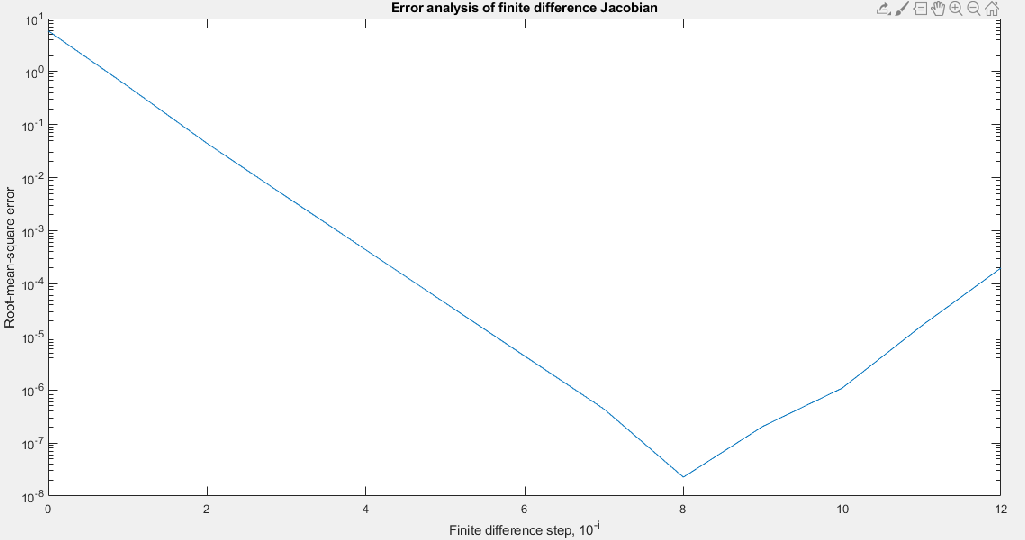 Error analysis of finite difference Jacobian
10^1
10^0
10^-1
10^-2
10^-3
10^-4
10^-5
10^-6
10^-7
10^-8
Root-mean-square error
0 2 4 6 8 10 12
Finite difference step, 10^-i